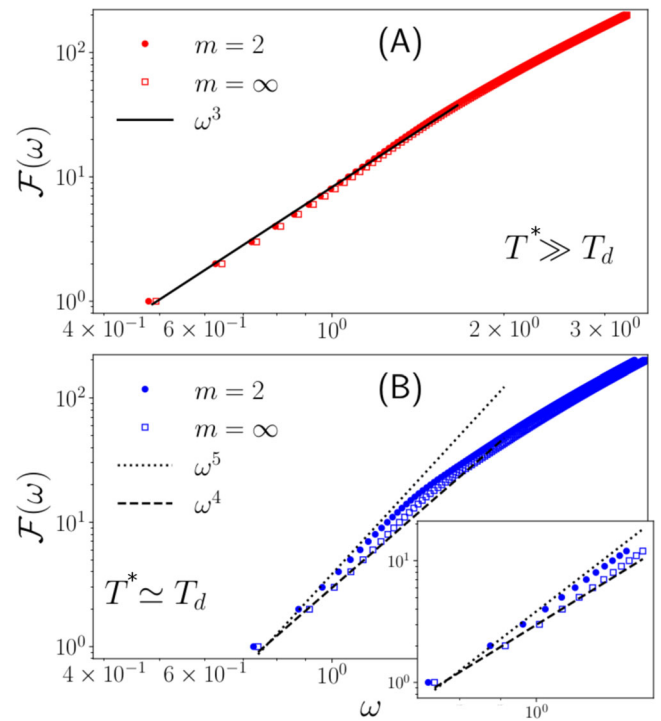 (A)
m = 2
m = ∞
ω³
F(ω)
10²
10¹
10⁰
T* ≫ T_d
4 × 10⁻¹ 6 × 10⁻¹ 10⁰ 2 × 10⁰ 3 × 10⁰
(B)
m = 2
m = ∞
ω⁵
ω⁴
F(ω)
10²
10¹
10⁰
T* ≃ T_d
10¹
10⁰
10⁰
4 × 10⁻¹ 6 × 10⁻¹ 10⁰
ω